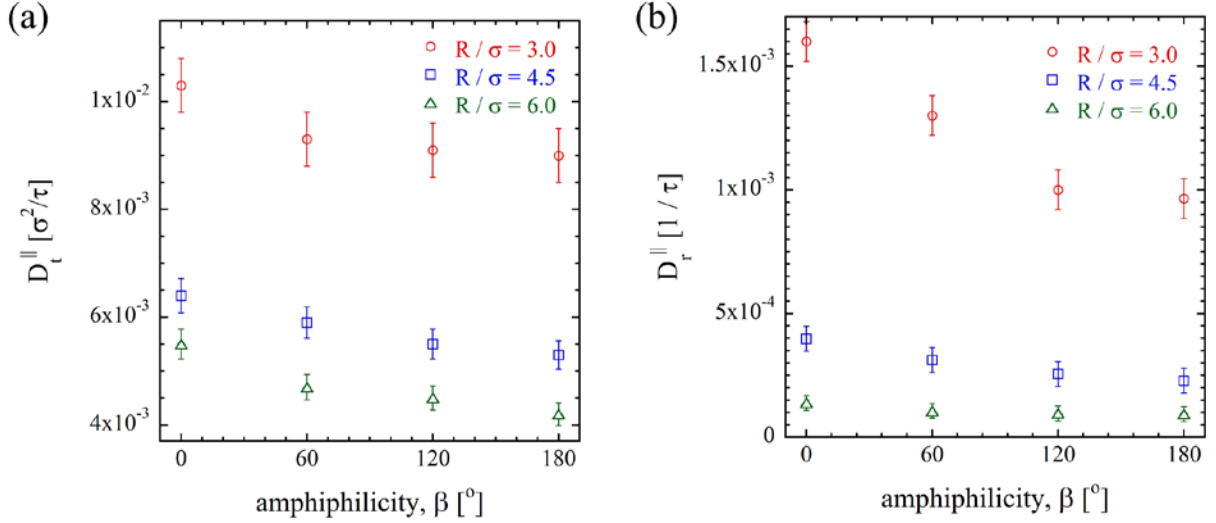 (a)
R / σ = 3.0
R / σ = 4.5
R / σ = 6.0
1x10⁻²
8x10⁻³
6x10⁻³
4x10⁻³
Dₜ^∥ [σ²/τ]
0 60 120 180
amphiphilicity, β [°]
(b)
R / σ = 3.0
R / σ = 4.5
R / σ = 6.0
1.5x10⁻³
1x10⁻³
5x10⁻⁴
0
Dᵣ^∥ [1 / τ]
0 60 120 180
amphiphilicity, β [°]